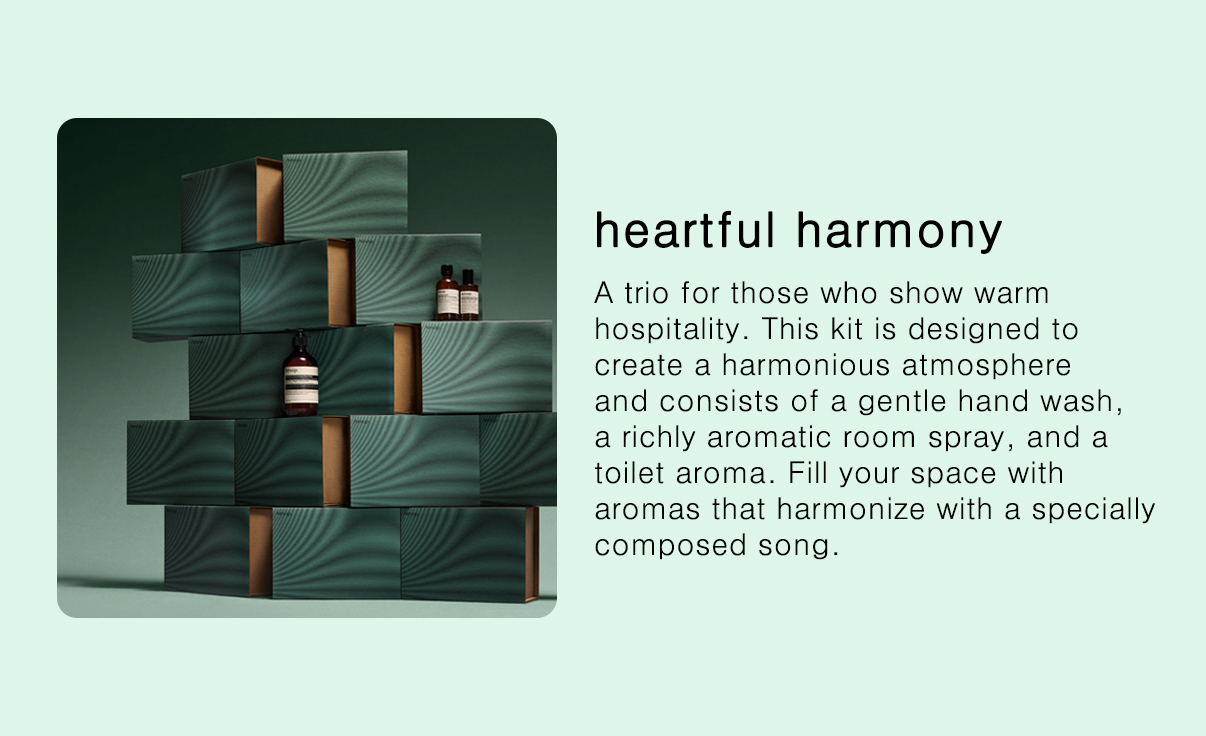 heartful harmony
A trio for those who show warm
hospitality. This kit is designed to
create a harmonious atmosphere
and consists of a gentle hand wash,
a richly aromatic room spray, and a
toilet aroma. Fill your space with
aromas that harmonize with a specially
composed song.